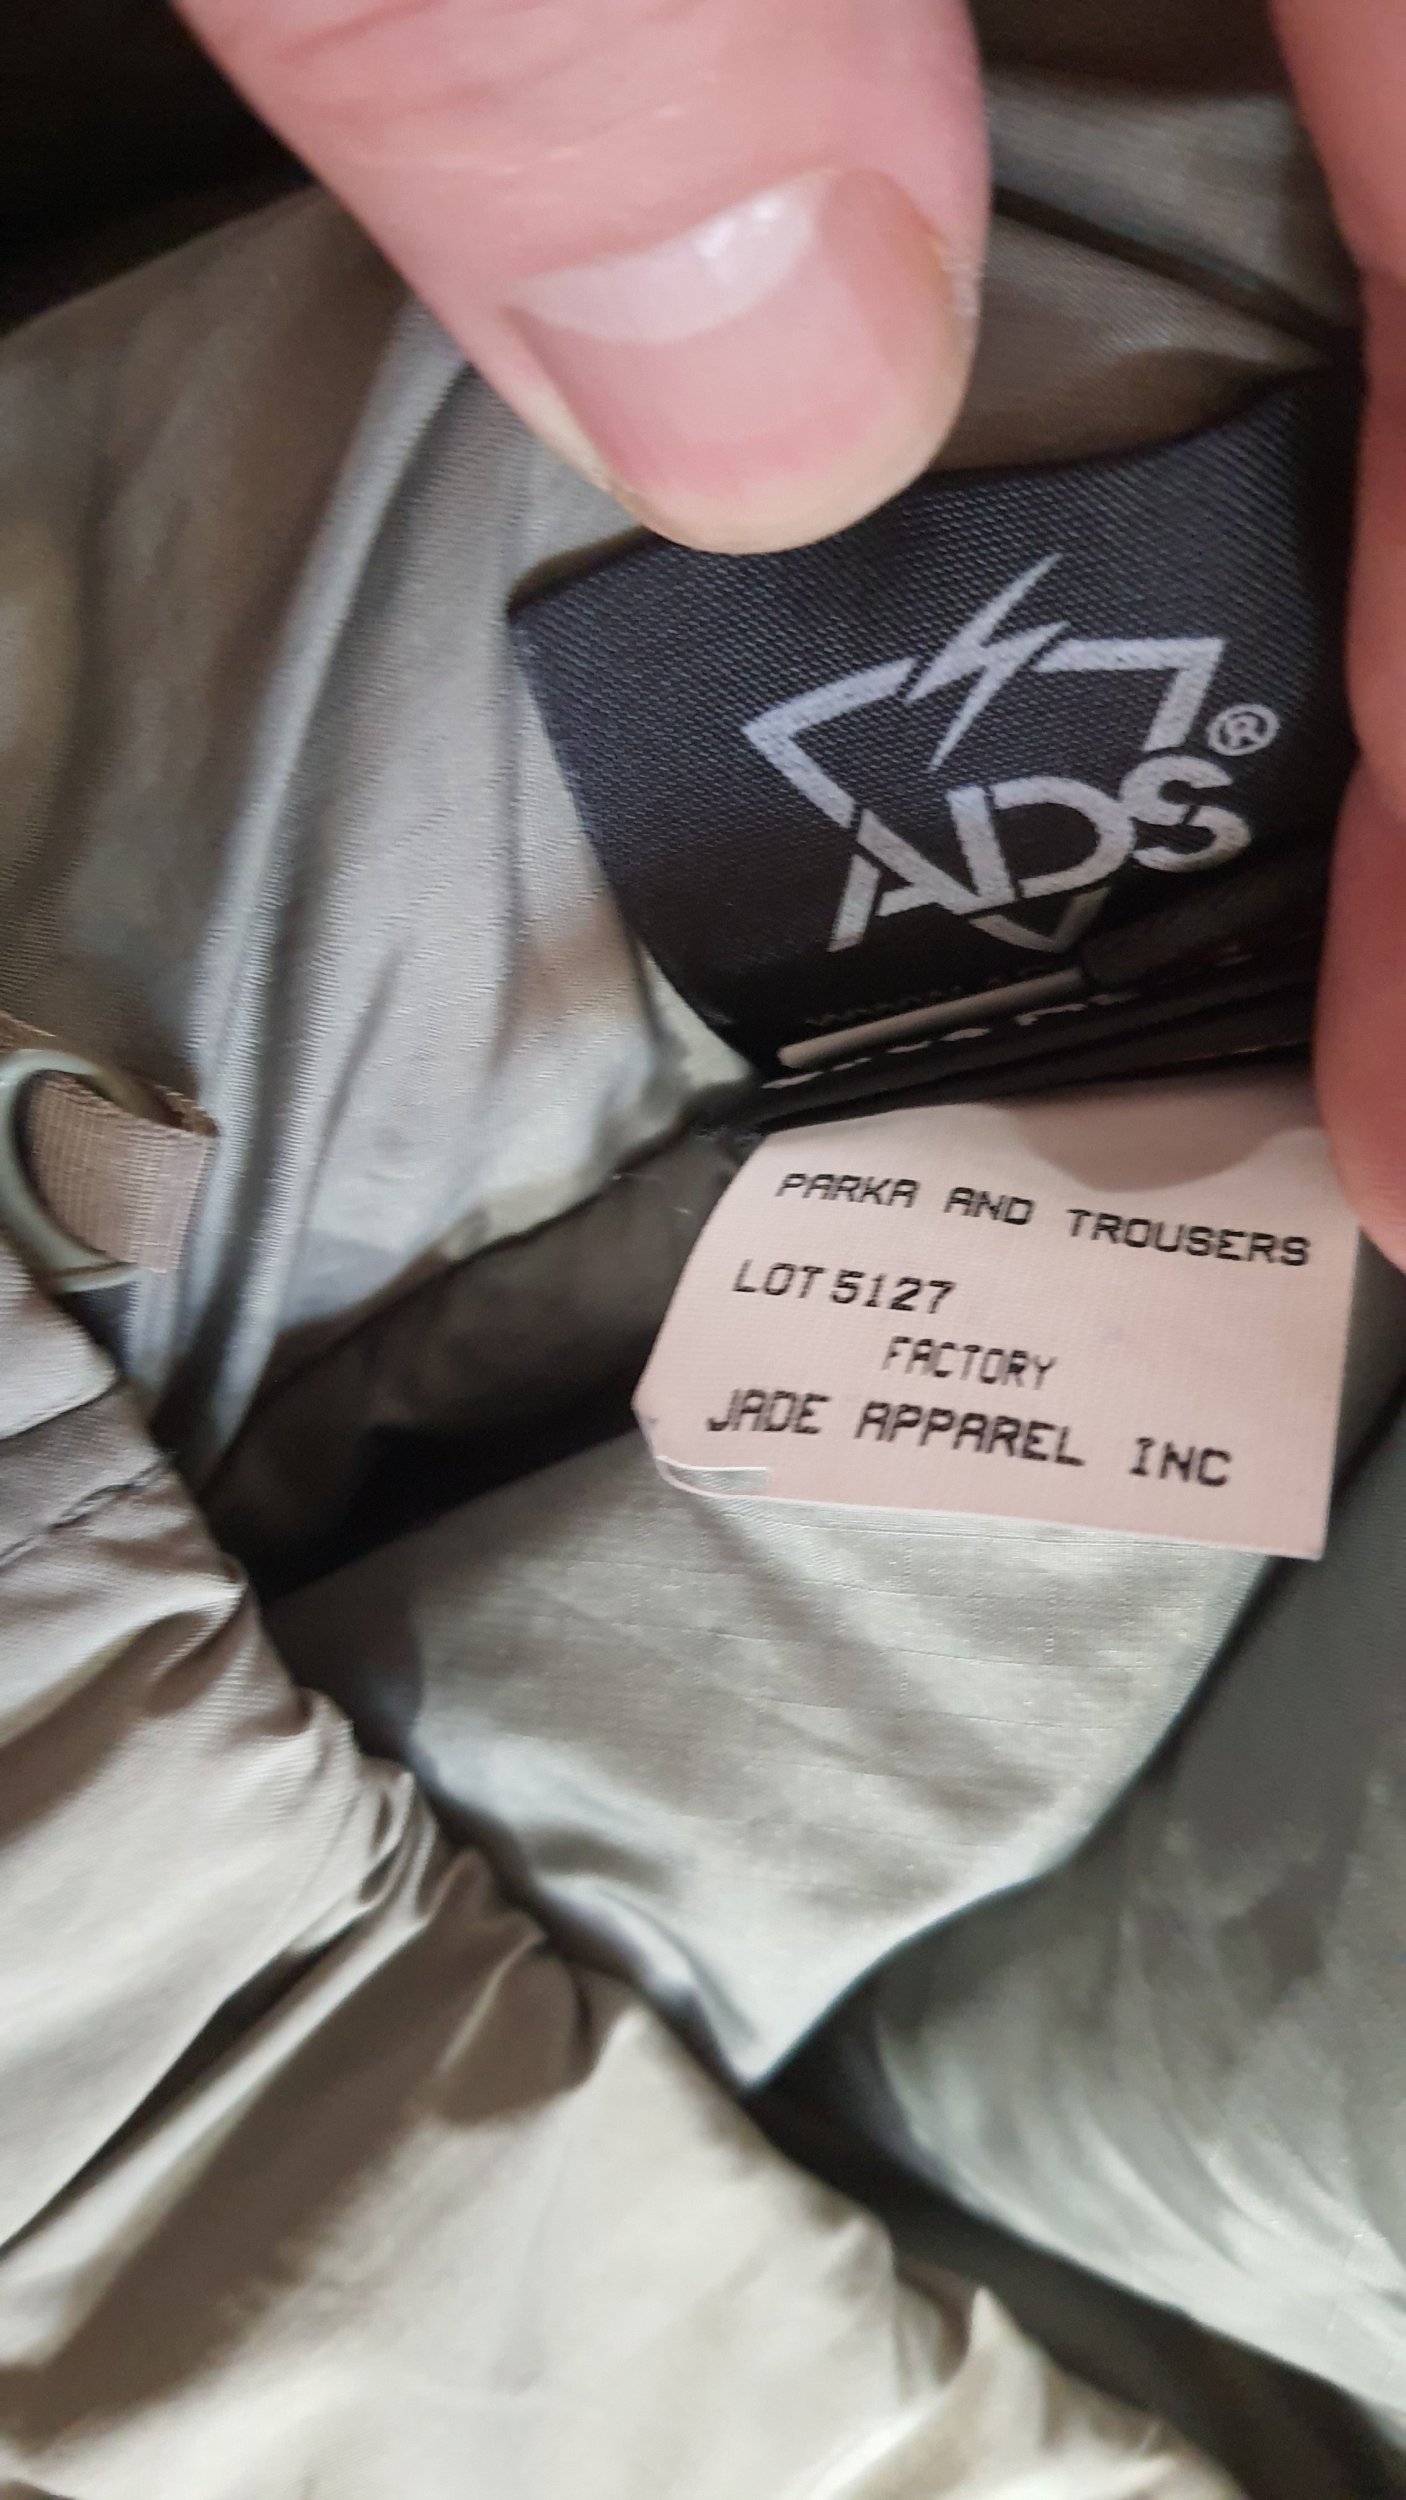 ADS®
PARKA AND TROUSERS
LOT 5127
FACTORY
JADE APPAREL INC